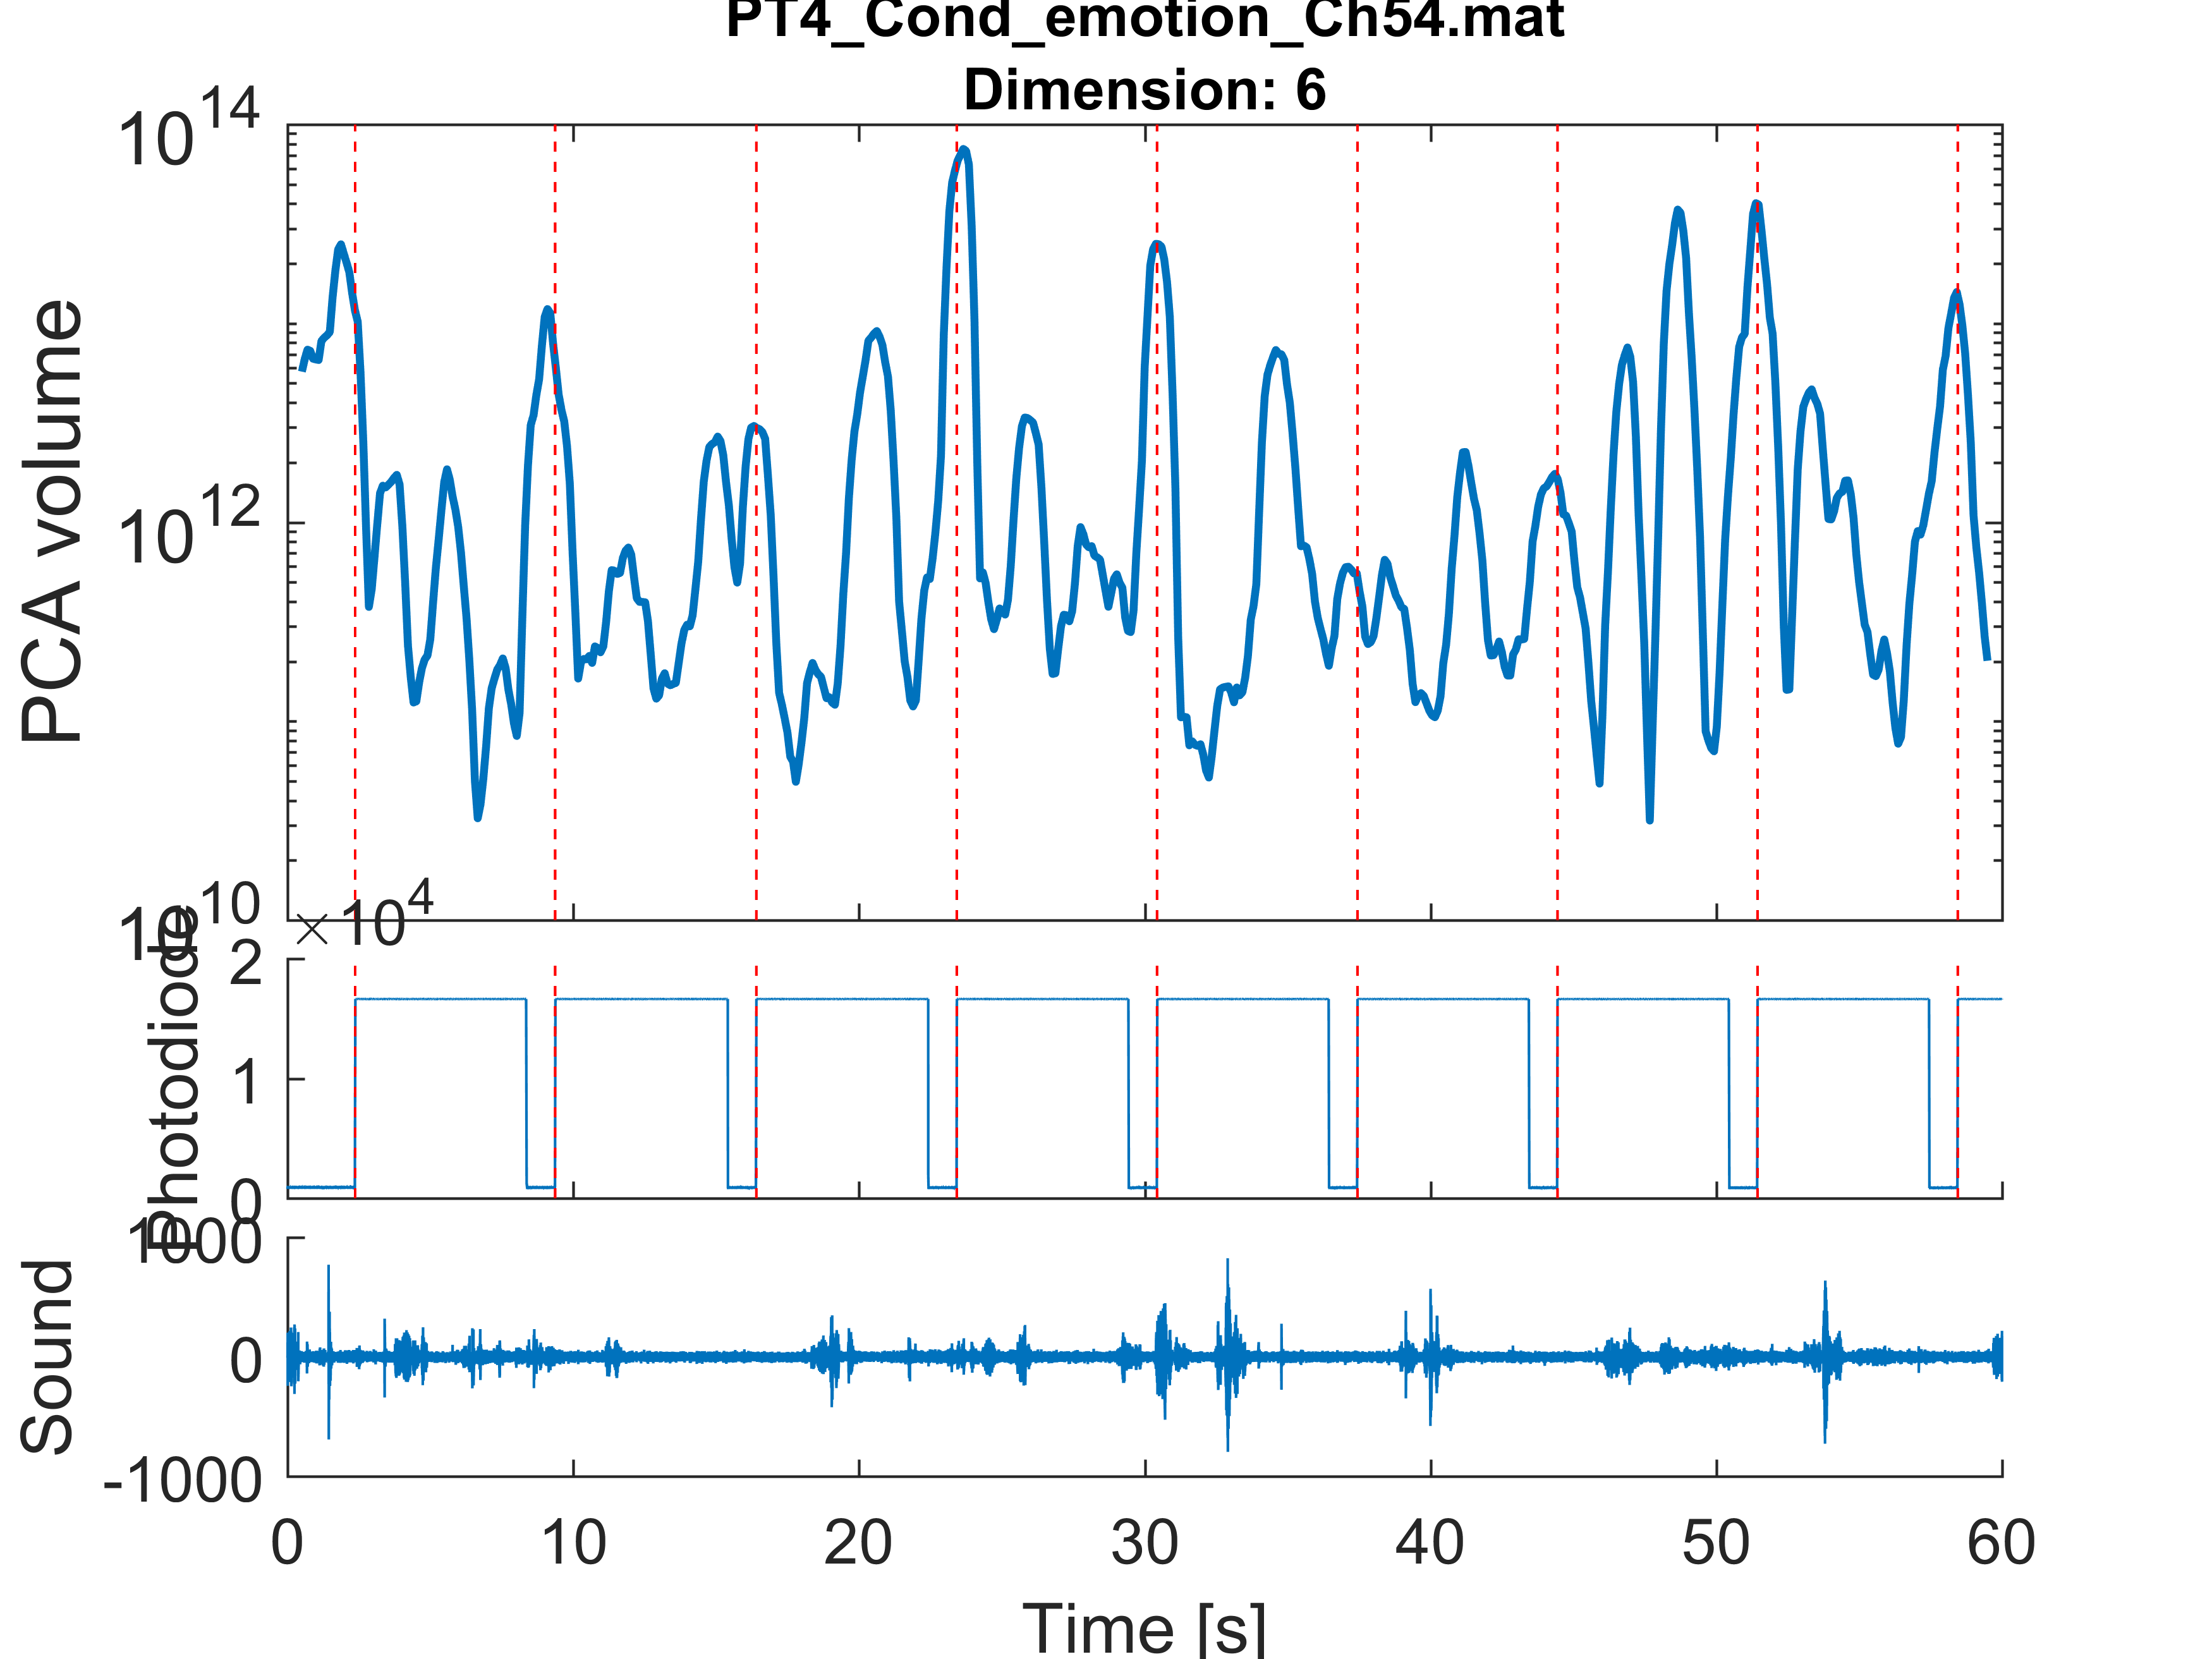 PT4_Cond_emotion_Ch54.mat
Dimension: 6
PCA volume
10^14
10^12
10^10
×10^4
Photodiode
2
1
0
Sound
1000
0
-1000
0 10 20 30 40 50 60
Time [s]